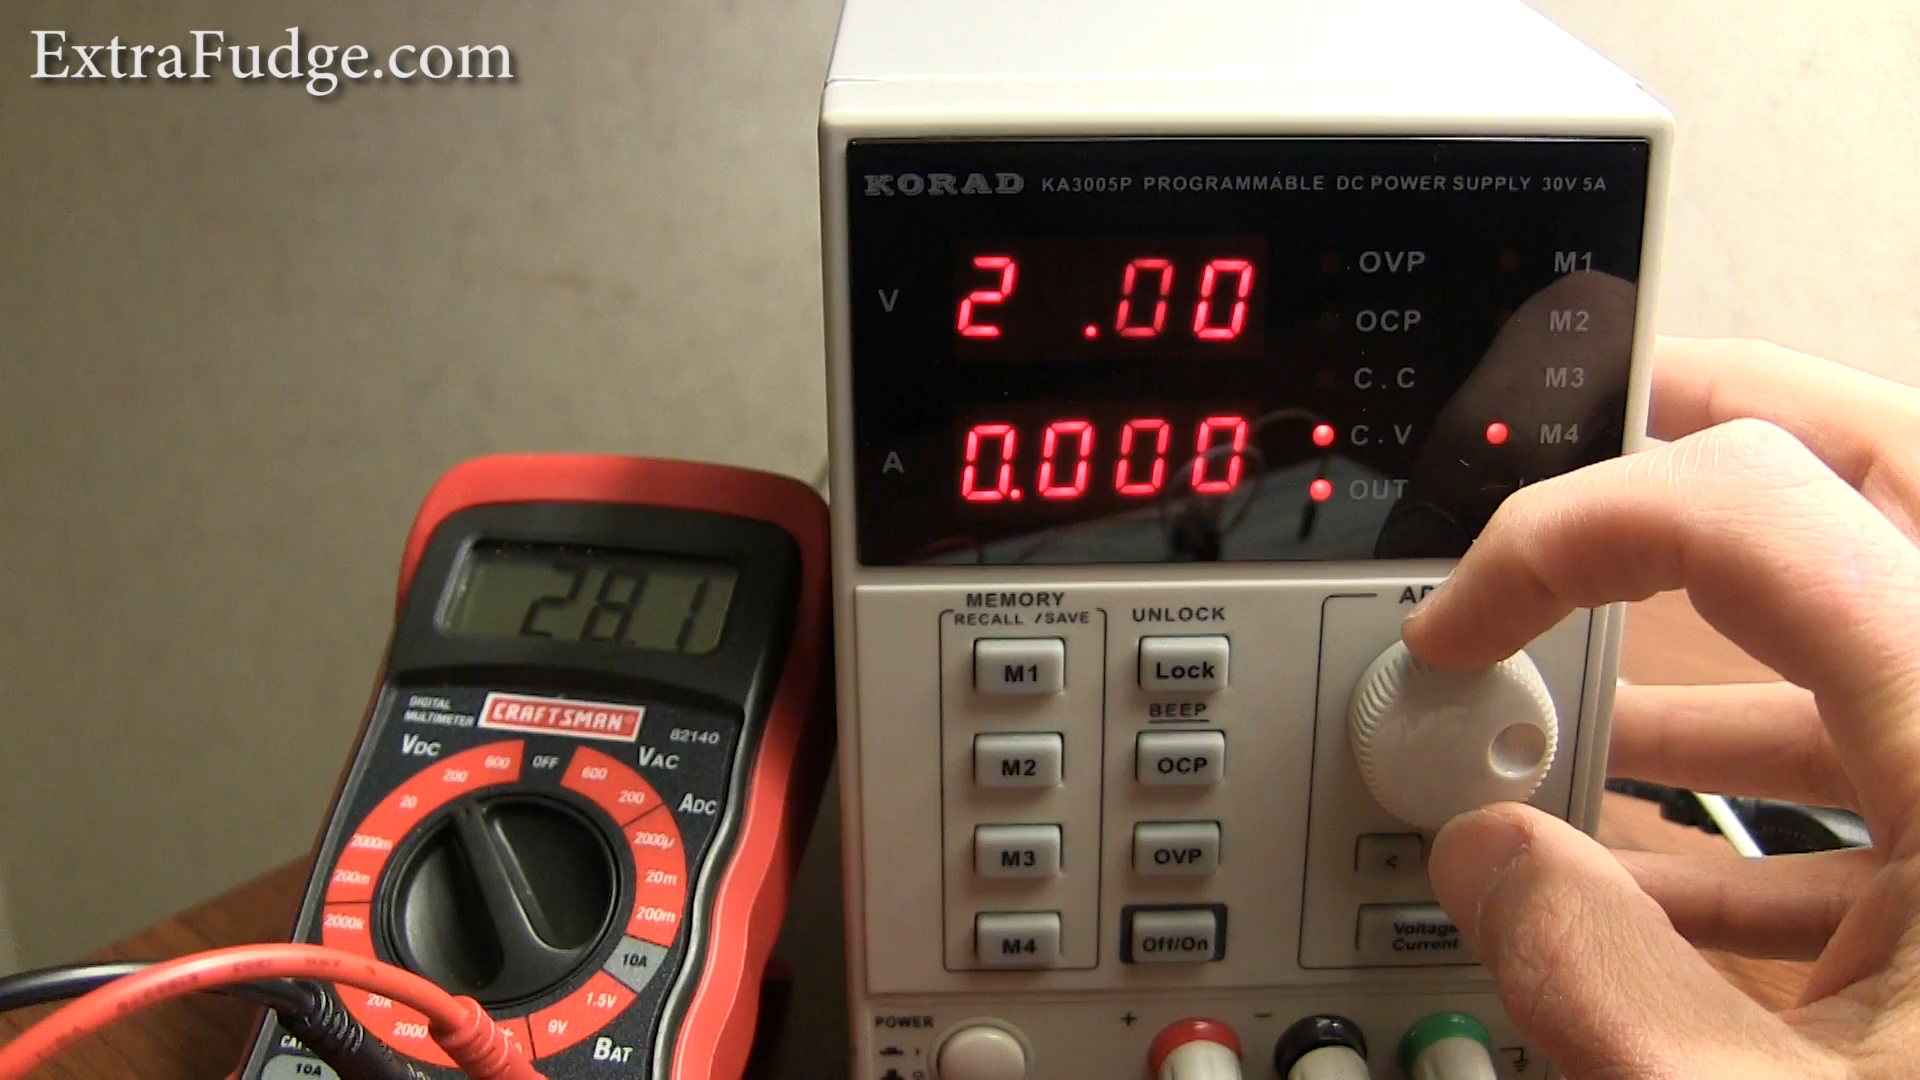 ExtraFudge.com
KORAD KA3005P PROGRAMMABLE DC POWER SUPPLY 30V 5A
V 2 .00
OVP M1
OCP M2
C.C M3
A 0.000
C.V M4
OUT
28.1
DIGITAL
MULTIMETER
CRAFTSMAN®
82140
VDC OFF VAC
600 600
200 200
20
ADC
2000m 2000µ
200m 20m
2000k 200m
10A
20k 1.5V
2000 9V
BAT
10A
MEMORY
RECALL / SAVE
M1
M2
M3
M4
UNLOCK
Lock
BEEP
OCP
OVP
Off/On
<
Voltage
Current
POWER
+ −